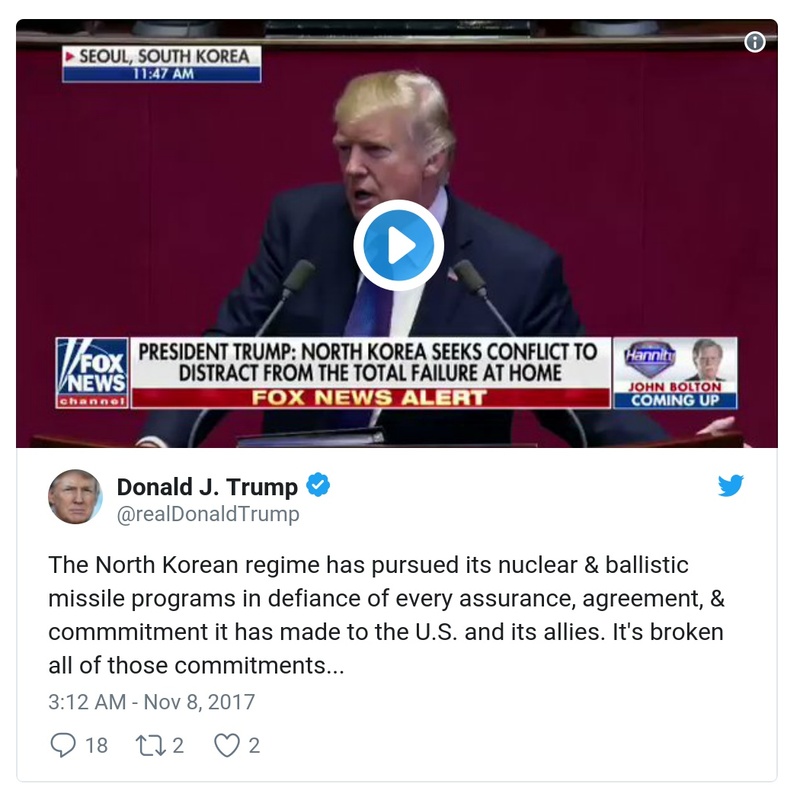 SEOUL, SOUTH KOREA
11:47 AM
PRESIDENT TRUMP: NORTH KOREA SEEKS CONFLICT TO
DISTRACT FROM THE TOTAL FAILURE AT HOME
FOX NEWS ALERT
FOX
NEWS
channel
Hannity
JOHN BOLTON
COMING UP
Donald J. Trump
@realDonaldTrump
The North Korean regime has pursued its nuclear & ballistic
missile programs in defiance of every assurance, agreement, &
commmitment it has made to the U.S. and its allies. It's broken
all of those commitments...
3:12 AM - Nov 8, 2017
18 2 2